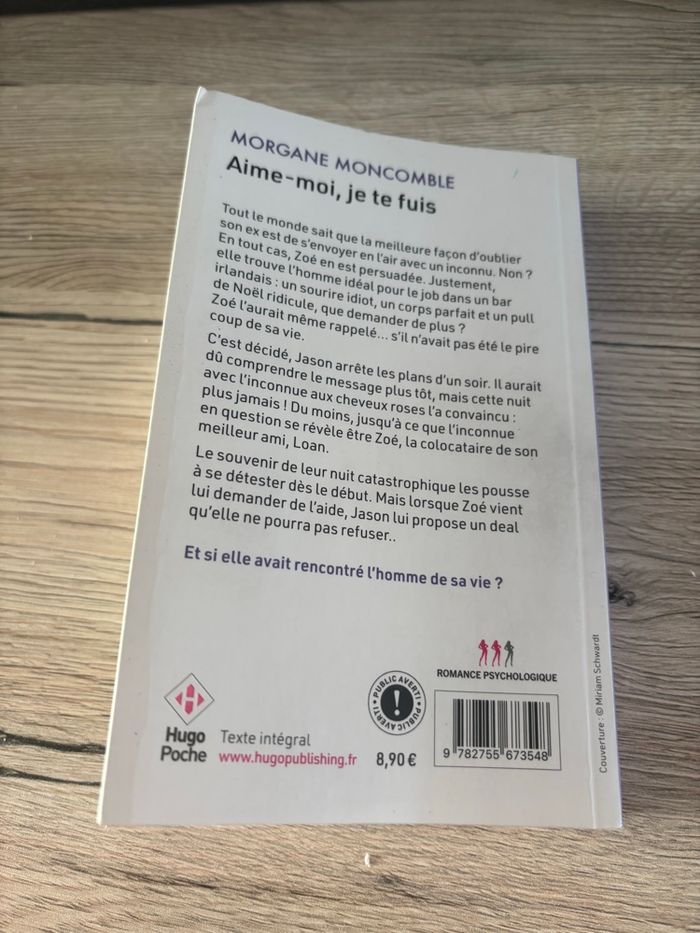 MORGANE MONCOMBLE
Aime-moi, je te fuis
Tout le monde sait que la meilleure façon d'oublier
son ex est de s'envoyer en l'air avec un inconnu. Non ?
En tout cas, Zoé en est persuadée. Justement,
elle trouve l'homme idéal pour le job dans un bar
irlandais : un sourire idiot, un corps parfait et un pull
de Noël ridicule, que demander de plus ?
Zoé l'aurait même rappelé... s'il n'avait pas été le pire
coup de sa vie.
C'est décidé, Jason arrête les plans d'un soir. Il aurait
dû comprendre le message plus tôt, mais cette nuit
avec l'inconnue aux cheveux roses l'a convaincu :
plus jamais ! Du moins, jusqu'à ce que l'inconnue
en question se révèle être Zoé, la colocataire de son
meilleur ami, Loan.
Le souvenir de leur nuit catastrophique les pousse
à se détester dès le début. Mais lorsque Zoé vient
lui demander de l'aide, Jason lui propose un deal
qu'elle ne pourra pas refuser..
Et si elle avait rencontré l'homme de sa vie ?
ROMANCE PSYCHOLOGIQUE
PUBLIC AVERTI • PUBLIC AVERTI •
H
Hugo
Poche
Texte intégral
www.hugopublishing.fr
8,90 €
9 782755 673548
Couverture : © Miriam Schwardt